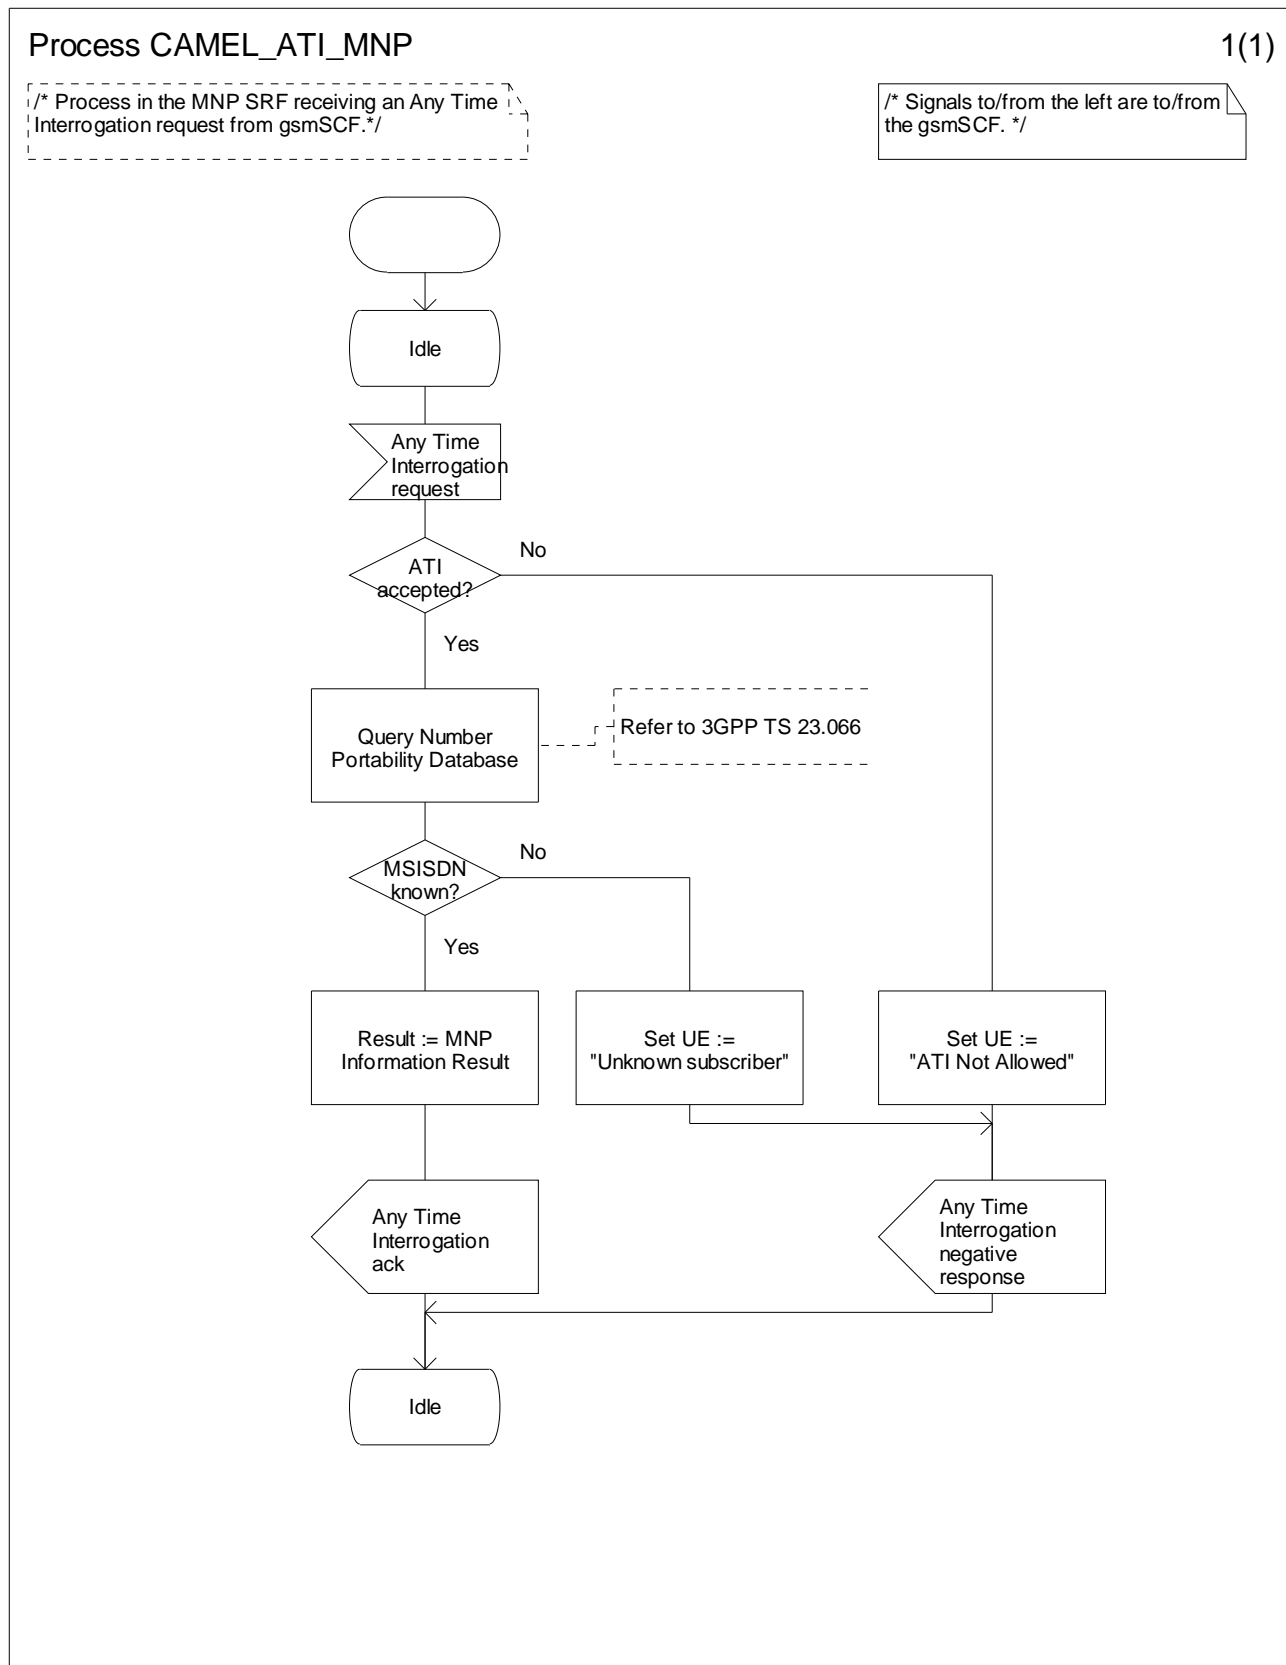 Process CAMEL_ATI_MNP
1(1)
/* Process in the MNP SRF receiving an Any Time
Interrogation request from gsmSCF.*/
/* Signals to/from the left are to/from
the gsmSCF. */
Idle
Any Time
Interrogation
request
ATI
accepted?
No
Yes
Query Number
Portability Database
Refer to 3GPP TS 23.066
MSISDN
known?
No
Yes
Result := MNP
Information Result
Set UE :=
"Unknown subscriber"
Set UE :=
"ATI Not Allowed"
Any Time
Interrogation
ack
Any Time
Interrogation
negative
response
Idle